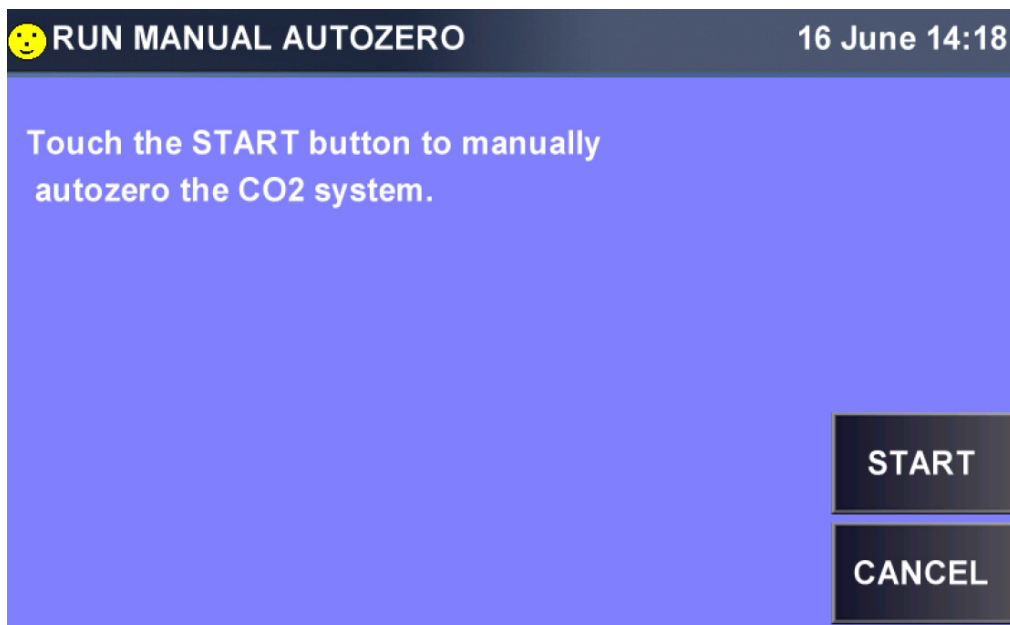 RUN MANUAL AUTOZERO 16 June 14:18
Touch the START button to manually
autozero the CO2 system.
START
CANCEL